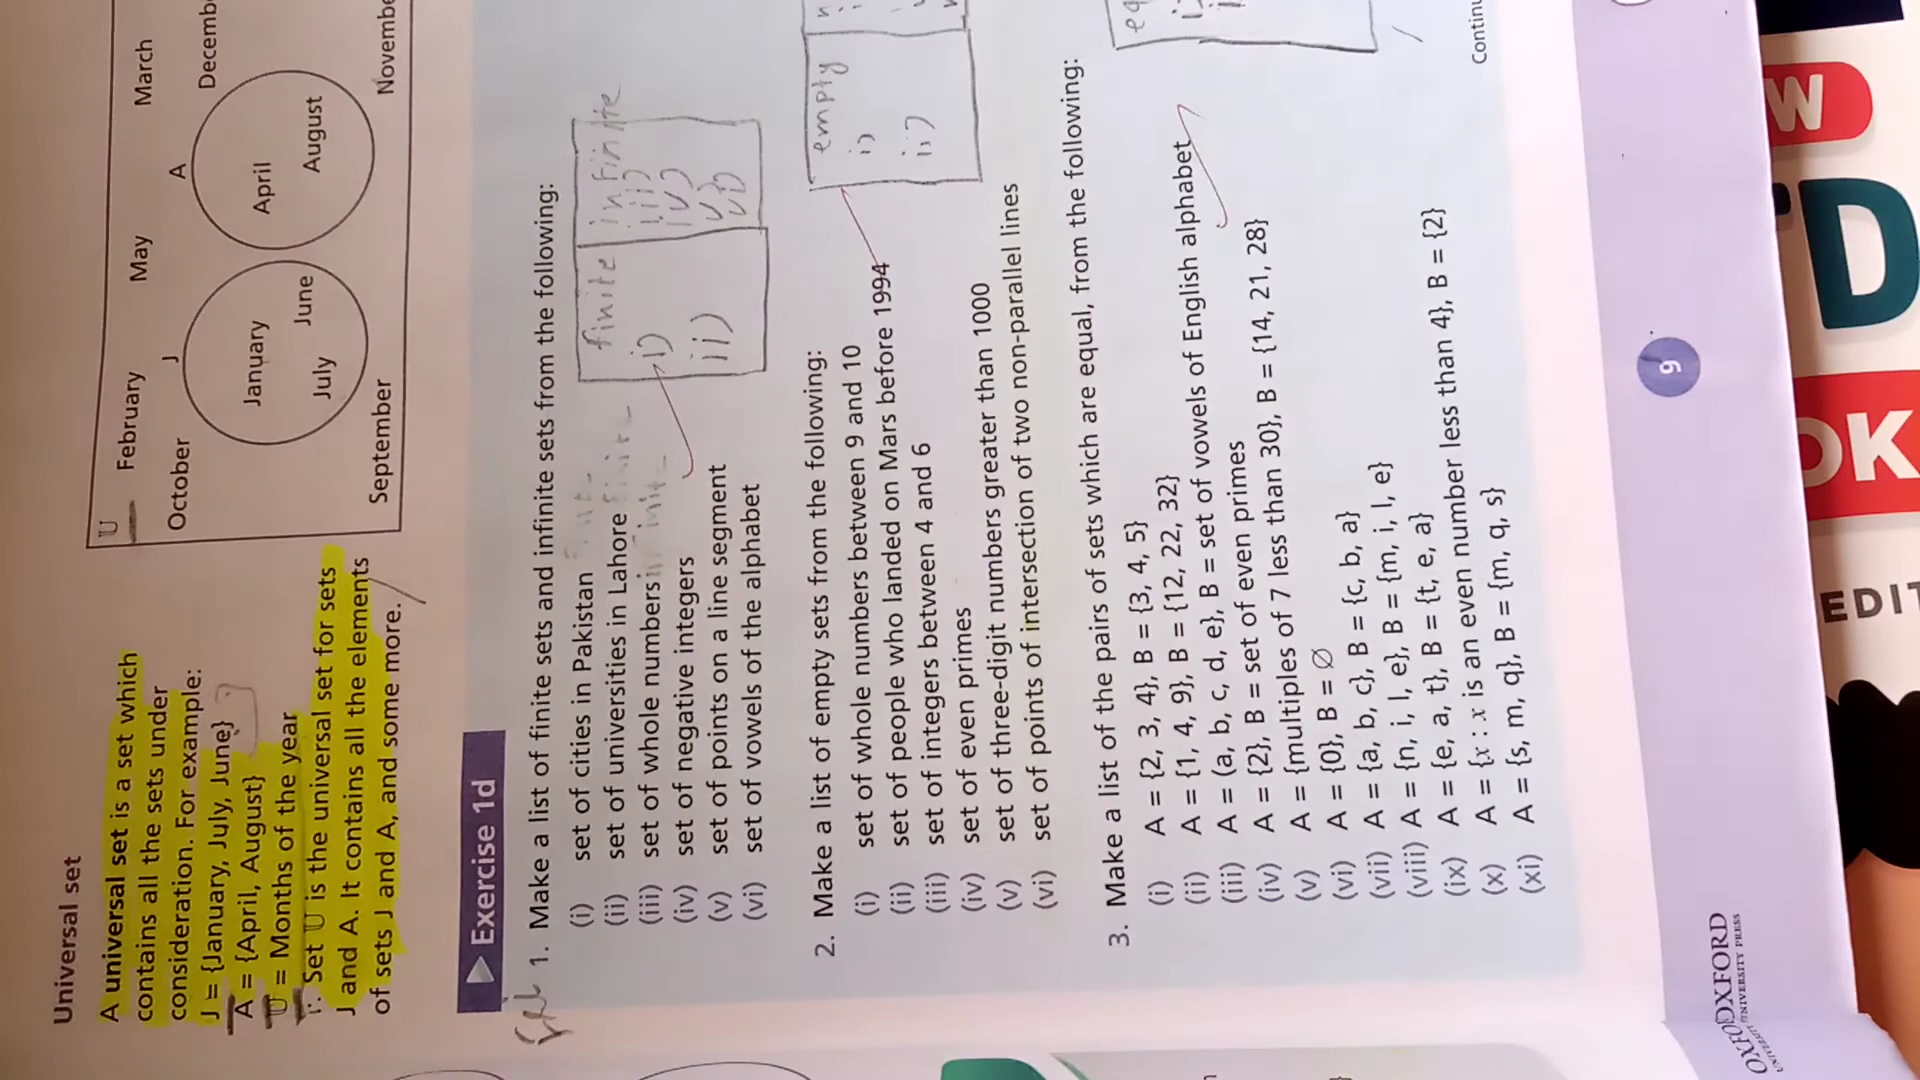 Universal set
A universal set is a set which
contains all the sets under
consideration. For example:
J = {January, July, June}
A = {April, August}
U = Months of the year
∴ Set U is the universal set for sets
J and A. It contains all the elements
of sets J and A, and some more.
U
February May March
October J A Decemb
January April
July June August
September November
Exercise 1d
1. Make a list of finite sets and infinite sets from the following:
(i) set of cities in Pakistan
(ii) set of universities in Lahore
(iii) set of whole numbers
(iv) set of negative integers
(v) set of points on a line segment
(vi) set of vowels of the alphabet
finite infinite
i) iii)
ii) iv)
v)
vi)
2. Make a list of empty sets from the following:
(i) set of whole numbers between 9 and 10
(ii) set of people who landed on Mars before 1994
(iii) set of integers between 4 and 6
(iv) set of even primes
(v) set of three-digit numbers greater than 1000
(vi) set of points of intersection of two non-parallel lines
empty
i)
ii)
3. Make a list of the pairs of sets which are equal, from the following:
(i) A = {2, 3, 4}, B = {3, 4, 5}
(ii) A = {1, 4, 9}, B = {12, 22, 32}
(iii) A = (a, b, c, d, e}, B = set of vowels of English alphabet
(iv) A = {2}, B = set of even primes
(v) A = {multiples of 7 less than 30}, B = {14, 21, 28}
(vi) A = {0}, B = ∅
(vii) A = {a, b, c}, B = {c, b, a}
(viii) A = {n, i, l, e}, B = {m, i, l, e}
(ix) A = {e, a, t}, B = {t, e, a}
(x) A = {x : x is an even number less than 4}, B = {2}
(xi) A = {s, m, q}, B = {m, q, s}
Continu
OXFORD
UNIVERSITY PRESS
9
W
D
OK
EDIT